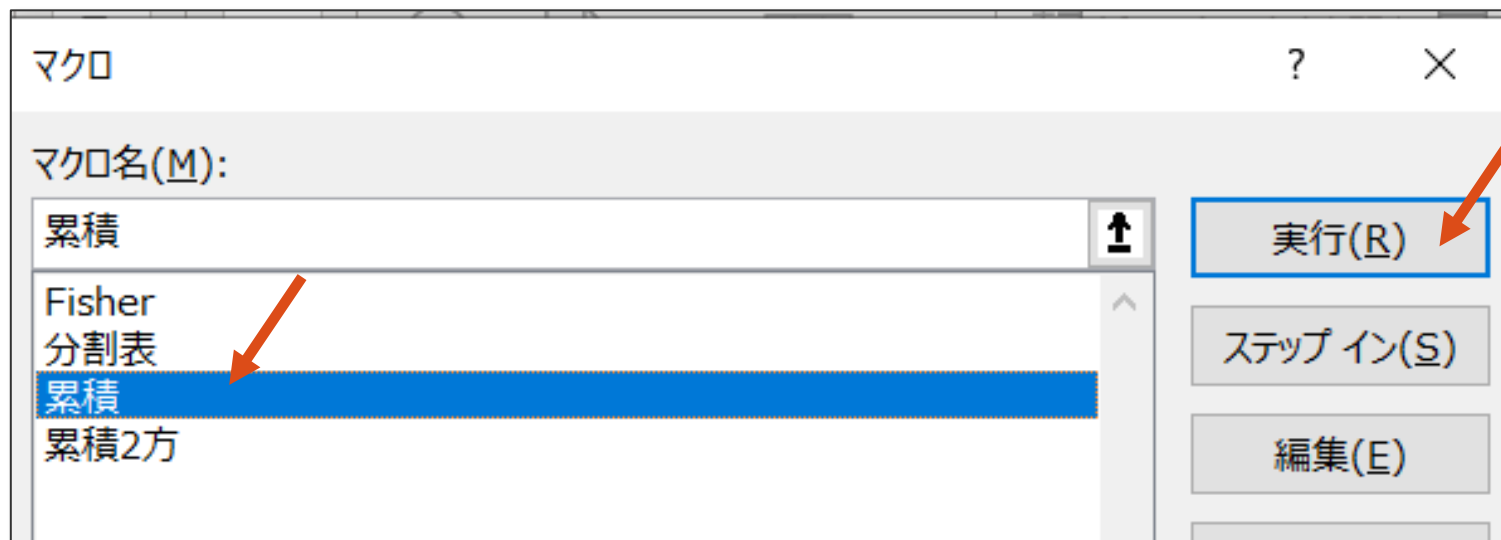 マクロ
?
マクロ名(M):
累積
実行(R)
Fisher
分割表
累積
累積2方
ステップ イン(S)
編集(E)